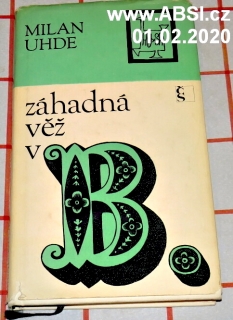 www.ABSI.cz
01.02.2020
MILAN
UHDE
záhadná
věž
v
B.